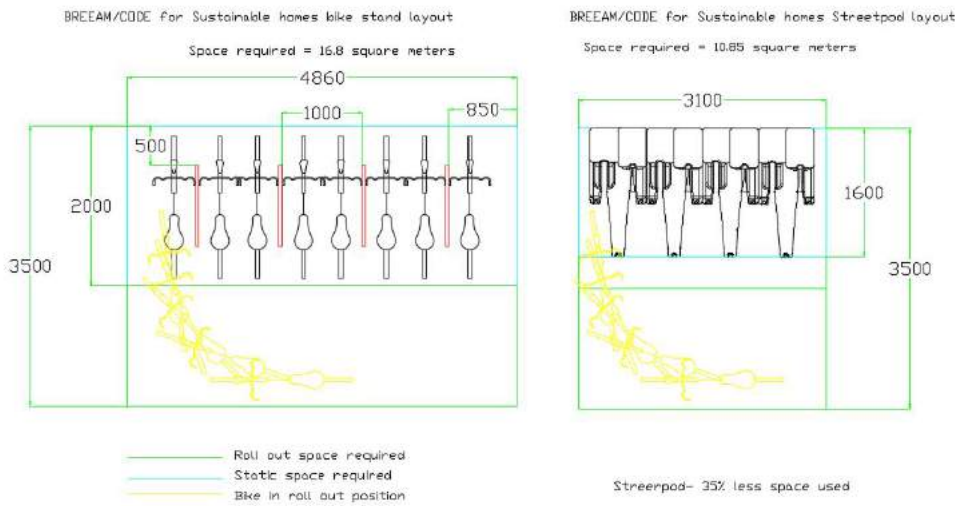 BREEAM/CODE for Sustainable homes bike stand layout
Space required = 16.8 square meters
4860
1000
850
500
2000
3500
BREEAM/CODE for Sustainable homes Streetpod layout
Space required = 10.85 square meters
3100
1600
3500
Roll out space required
Static space required
Bike in roll out position
Streerpod- 35% less space used